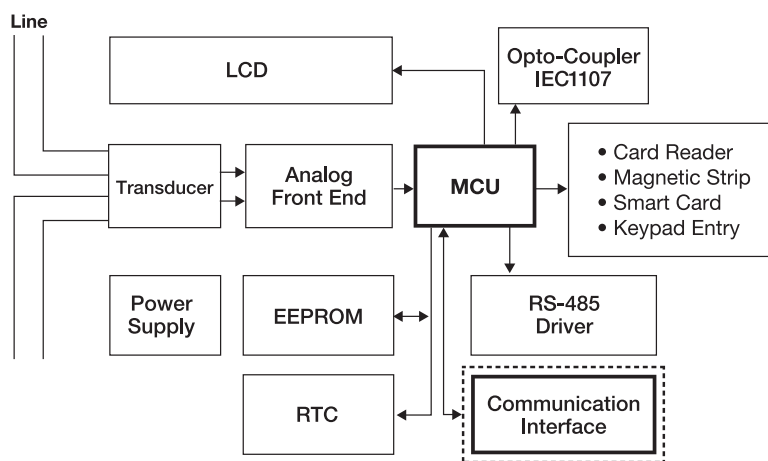 Line
LCD
Opto-Coupler
IEC1107
Transducer
Analog
Front End
MCU
• Card Reader
• Magnetic Strip
• Smart Card
• Keypad Entry
Power
Supply
EEPROM
RS-485
Driver
RTC
Communication
Interface